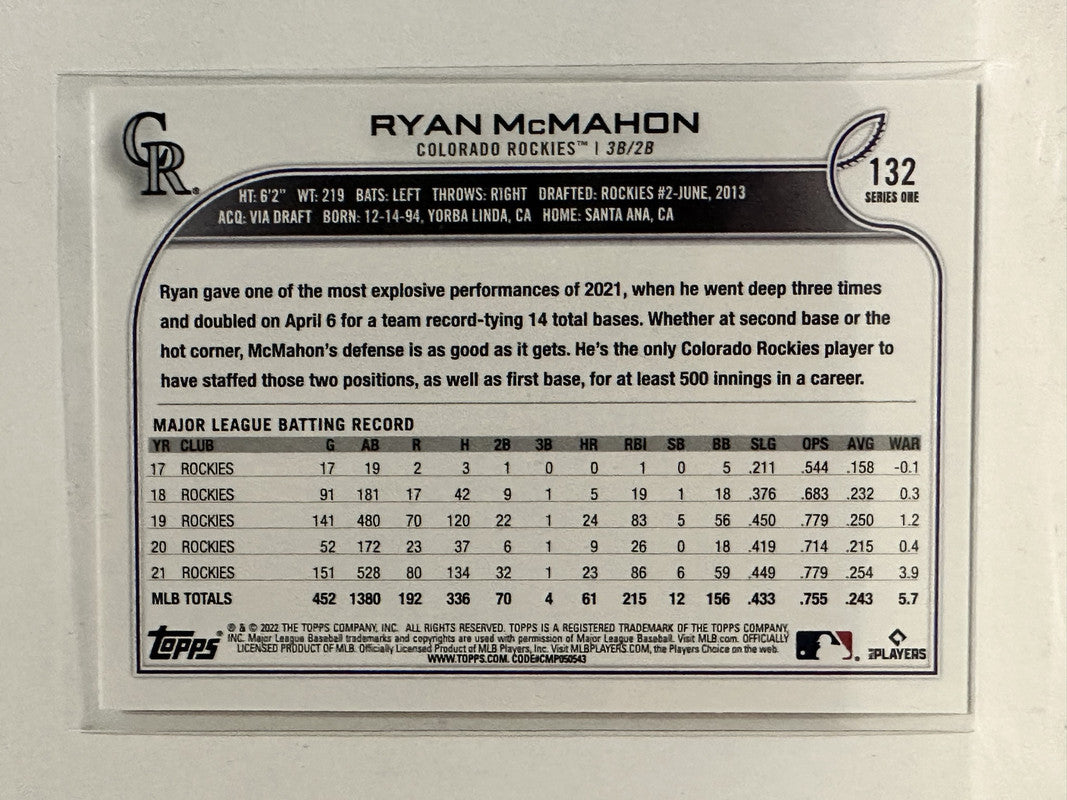 CR
RYAN McMAHON
COLORADO ROCKIES™ | 3B/2B
132
SERIES ONE
HT: 6'2" WT: 219 BATS: LEFT THROWS: RIGHT DRAFTED: ROCKIES #2-JUNE, 2013
ACQ: VIA DRAFT BORN: 12-14-94, YORBA LINDA, CA HOME: SANTA ANA, CA
Ryan gave one of the most explosive performances of 2021, when he went deep three times
and doubled on April 6 for a team record-tying 14 total bases. Whether at second base or the
hot corner, McMahon's defense is as good as it gets. He's the only Colorado Rockies player to
have staffed those two positions, as well as first base, for at least 500 innings in a career.
MAJOR LEAGUE BATTING RECORD
YR CLUB G AB R H 2B 3B HR RBI SB BB SLG OPS AVG WAR
17 ROCKIES 17 19 2 3 1 0 0 1 0 5 .211 .544 .158 -0.1
18 ROCKIES 91 181 17 42 9 1 5 19 1 18 .376 .683 .232 0.3
19 ROCKIES 141 480 70 120 22 1 24 83 5 56 .450 .779 .250 1.2
20 ROCKIES 52 172 23 37 6 1 9 26 0 18 .419 .714 .215 0.4
21 ROCKIES 151 528 80 134 32 1 23 86 6 59 .449 .779 .254 3.9
MLB TOTALS 452 1380 192 336 70 4 61 215 12 156 .433 .755 .243 5.7
topps®
® & © 2022 THE TOPPS COMPANY, INC. ALL RIGHTS RESERVED. TOPPS IS A REGISTERED TRADEMARK OF THE TOPPS COMPANY,
INC. Major League Baseball trademarks and copyrights are used with permission of Major League Baseball. Visit MLB.com. OFFICIALLY
LICENSED PRODUCT OF MLB. Officially Licensed Product of MLB Players, Inc. Visit MLBPLAYERS.COM, the Players Choice on the web.
WWW.TOPPS.COM. CODE#CMP050543
MLB PLAYERS